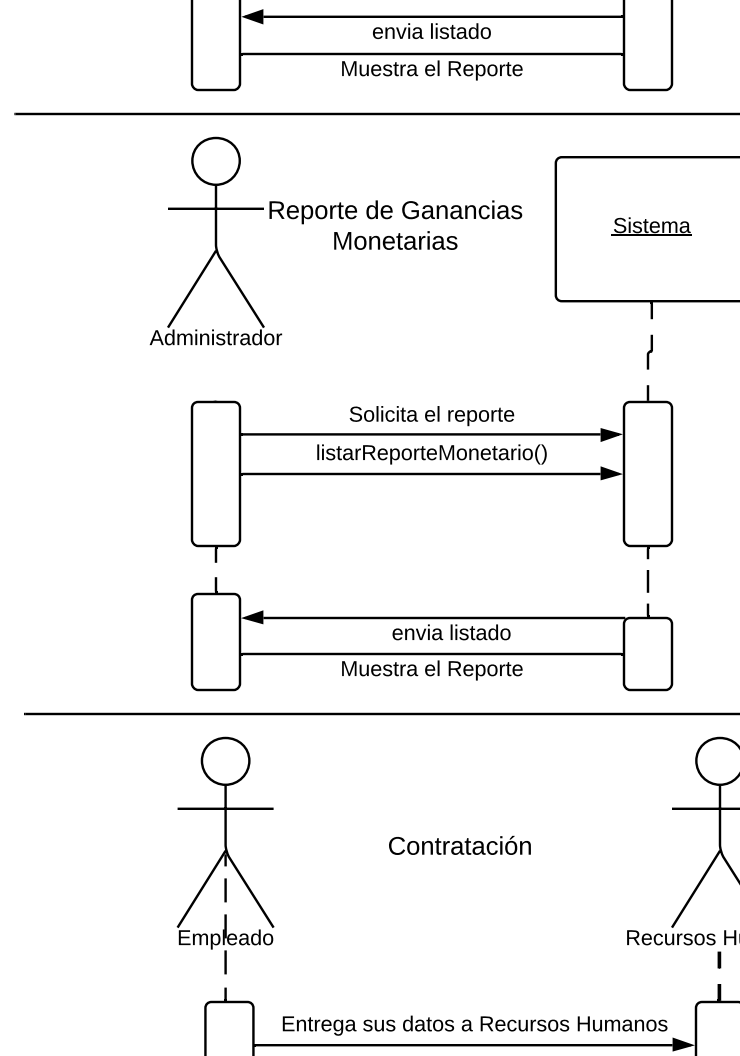 envia listado
Muestra el Reporte
Reporte de Ganancias
Monetarias
Sistema
Administrador
Solicita el reporte
listarReporteMonetario()
envia listado
Muestra el Reporte
Contratación
Empleado
Recursos
Entrega sus datos a Recursos Humanos